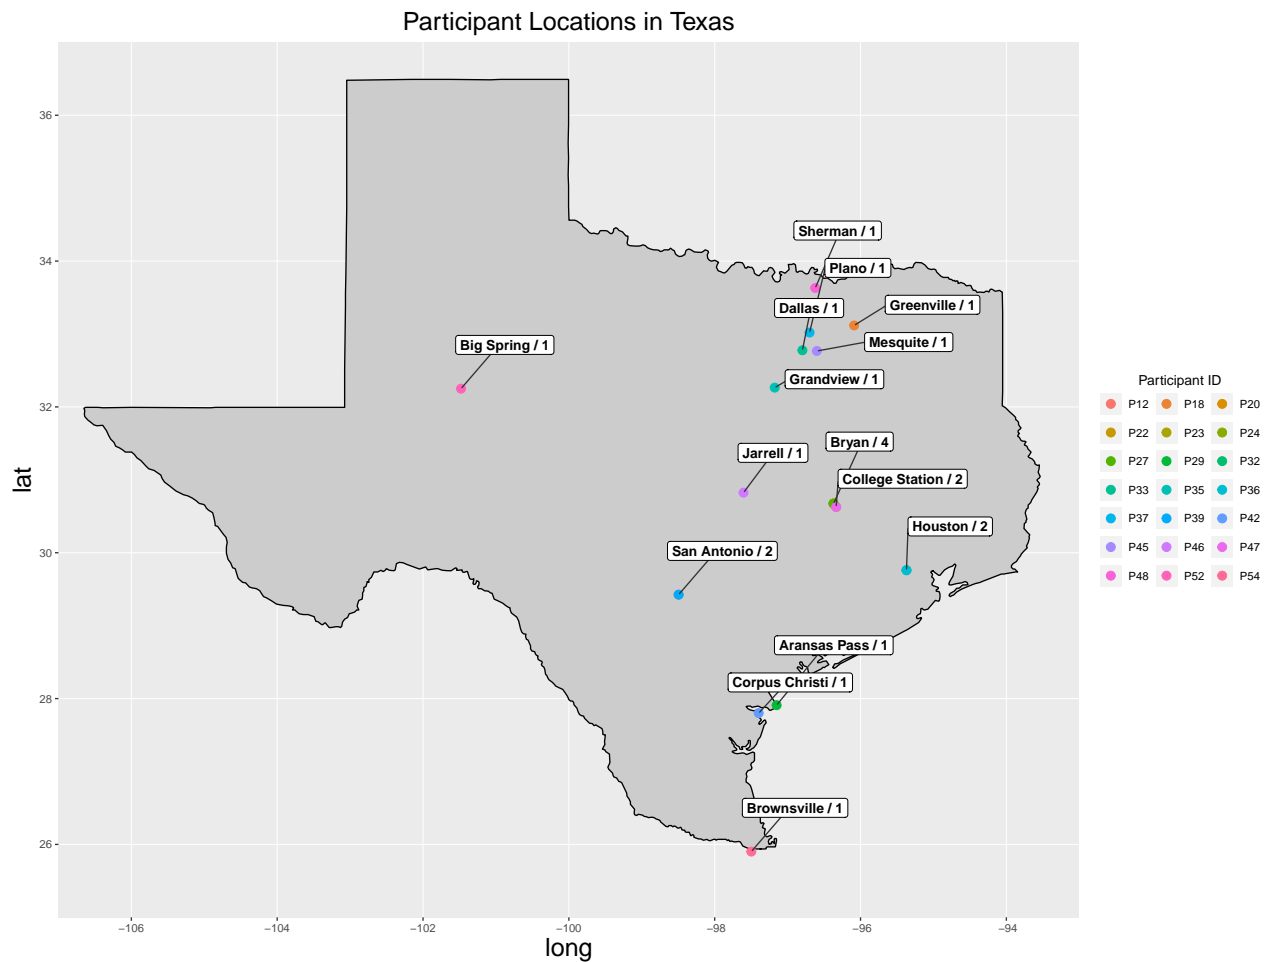 Participant Locations in Texas
36
34
32
30
28
26
lat
−106
−104
−102
−100
−98
−96
−94
long
Sherman / 1
Plano / 1
Dallas / 1
Greenville / 1
Mesquite / 1
Big Spring / 1
Grandview / 1
Bryan / 4
Jarrell / 1
College Station / 2
Houston / 2
San Antonio / 2
Aransas Pass / 1
Corpus Christi / 1
Brownsville / 1
Participant ID
P12 P18 P20
P22 P23 P24
P27 P29 P32
P33 P35 P36
P37 P39 P42
P45 P46 P47
P48 P52 P54